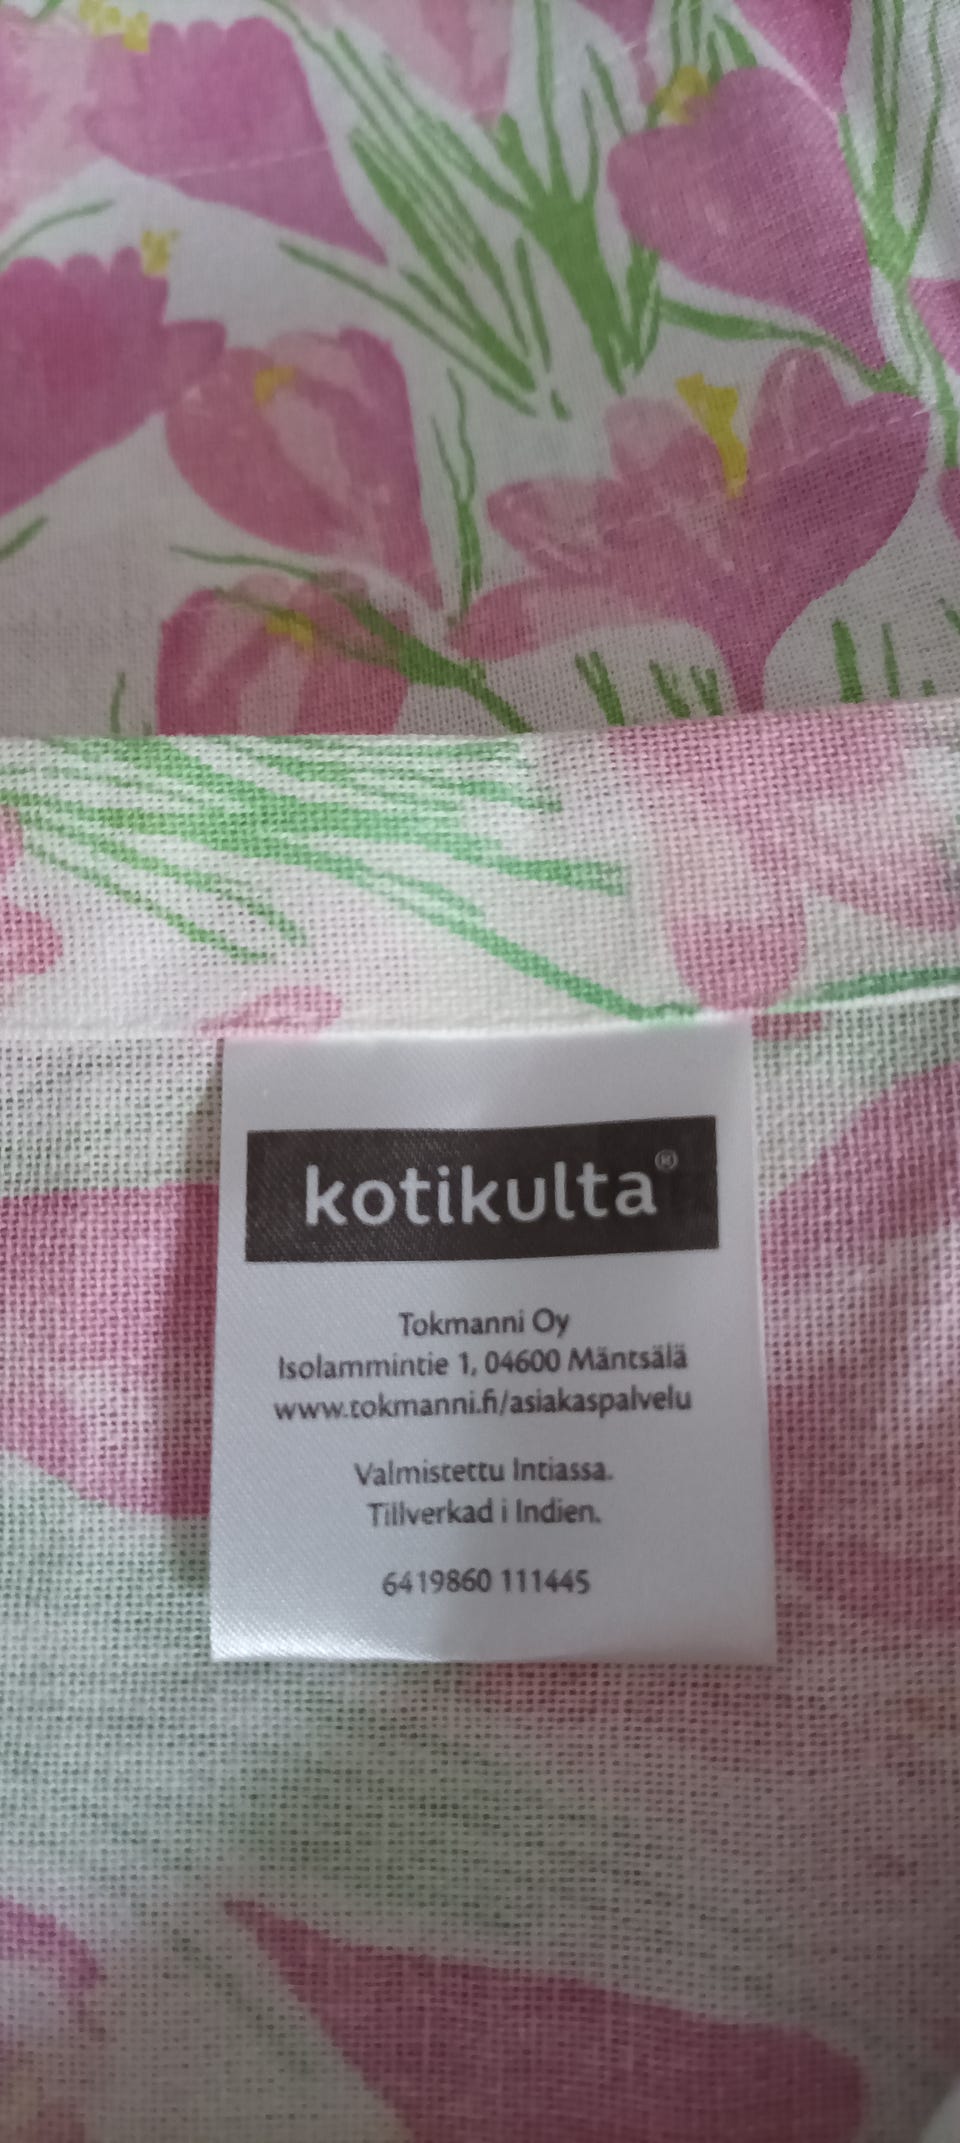 kotikulta®
Tokmanni Oy
Isolammintie 1, 04600 Mäntsälä
www.tokmanni.fi/asiakaspalvelu
Valmistettu Intiassa.
Tillverkad i Indien.
6419860 111445